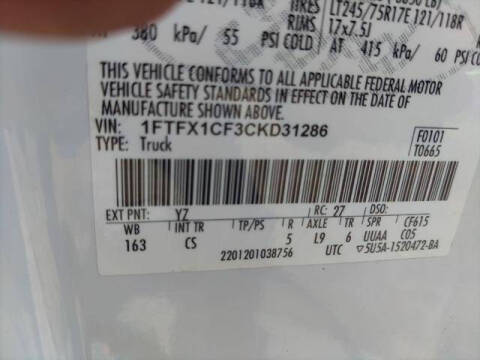 TIRES LT245/75R17E 121/118R
RIMS 17x7.5J
380 kPa/ 55 PSI COLD AT 415 kPa/ 60 PSI
THIS VEHICLE CONFORMS TO ALL APPLICABLE FEDERAL MOTOR
VEHICLE SAFETY STANDARDS IN EFFECT ON THE DATE OF
MANUFACTURE SHOWN ABOVE.
VIN: 1FTFX1CF3CKD31286
TYPE: Truck
F0101
T0665
EXT PNT: YZ RC: 27 DSO:
WB INT TR TP/PS R AXLE TR SPR CF615
163 CS 5 L9 6 UUAA C05
2201201038756 UTC ▽5U5A-1520472-BA